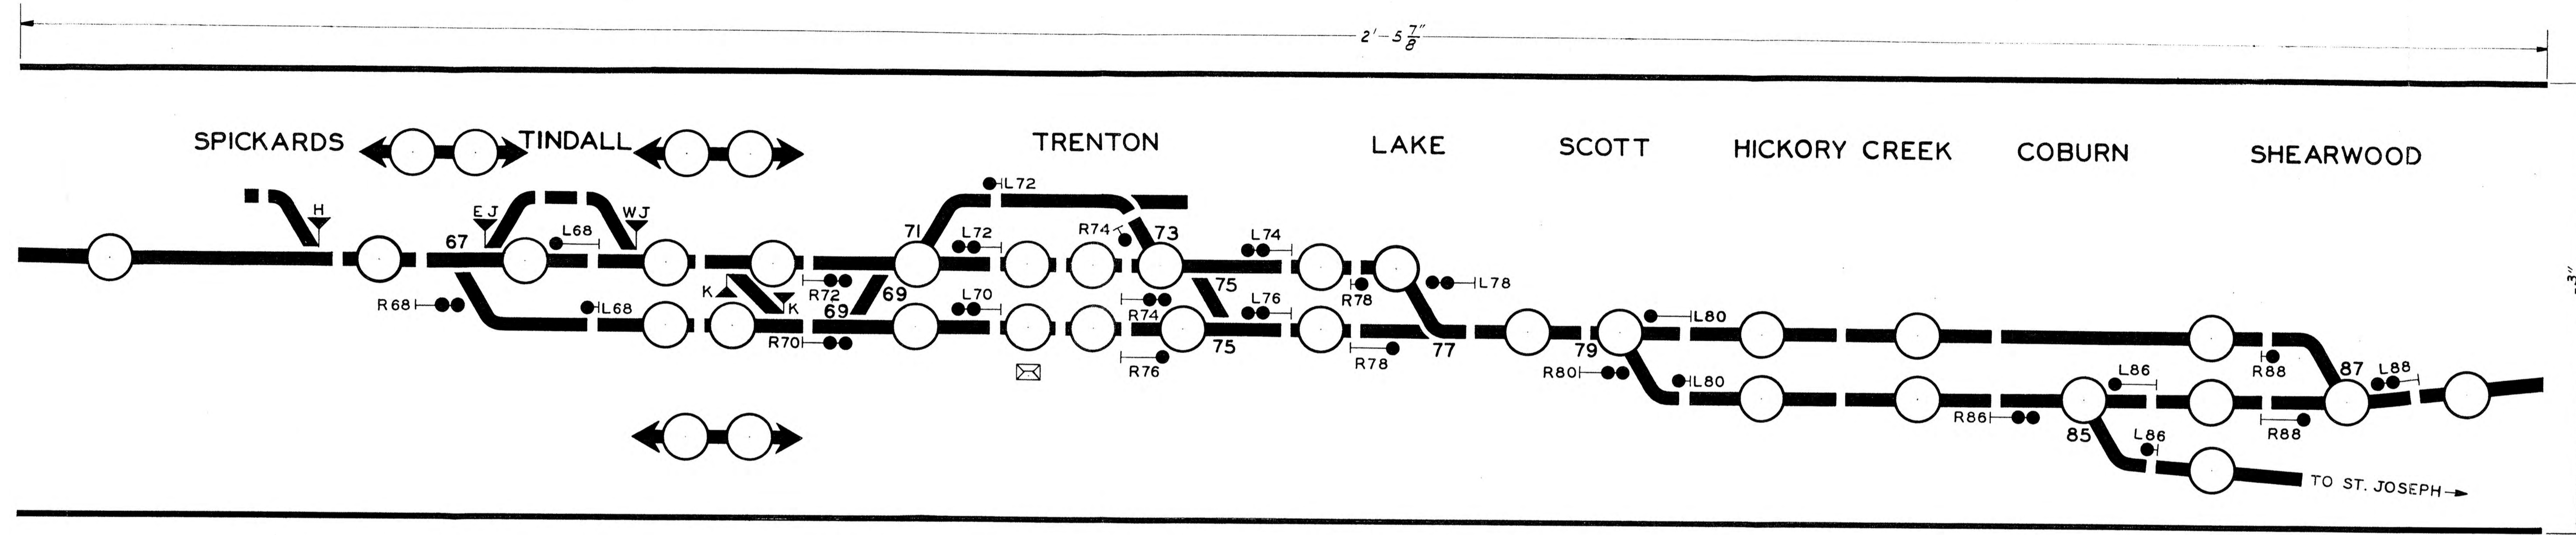 2'-5 7/8"
3"
SPICKARDS TINDALL TRENTON LAKE SCOTT HICKORY CREEK COBURN SHEARWOOD
L72
H EJ WJ
67 L68 71 L72 R74 73 L74
K K R72 69 75 R78 L78
R68 L68 69 L70 R74 L76 L80
R70 R76 75 R78 77 79 R80 L80 R88 87 L88
L86
R86 85 L86 R88
TO ST. JOSEPH